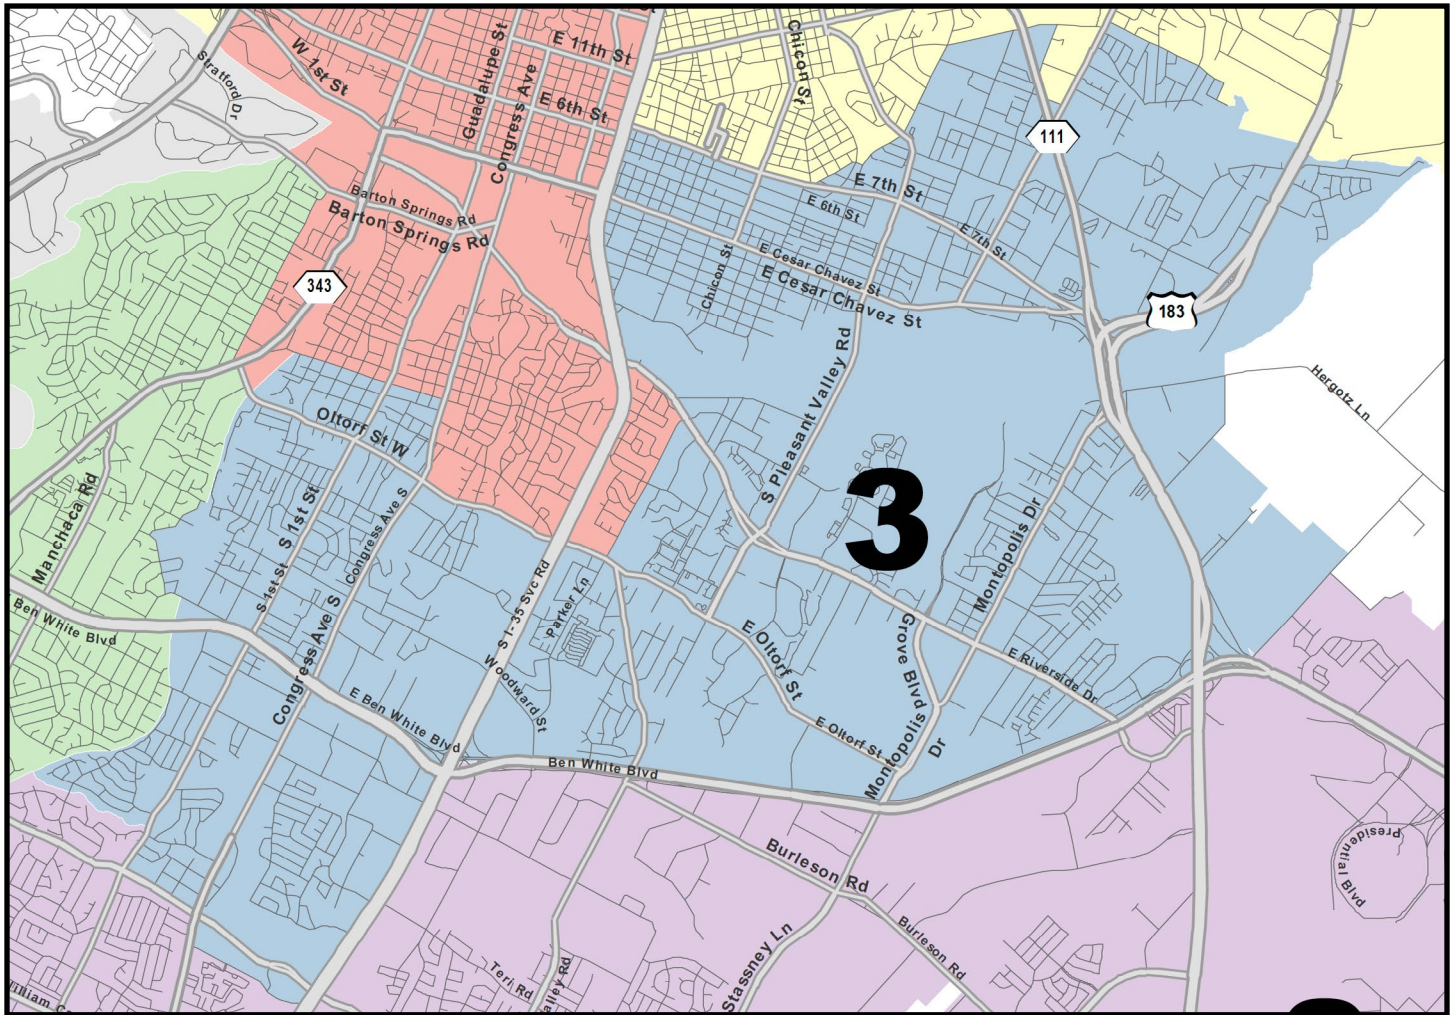 Chicon St
E 11th St
W 1st St
Guadalupe St
Congress Ave
Stratford Dr
E 6th St
111
E 7th St
Barton Springs Rd
Barton Springs Rd
E 6th St
E 7th St
343
Chicon St
E Cesar Chavez St
E Cesar Chavez St
183
S Pleasant Valley Rd
Hergotz Ln
Oltorf St W
3
Manchaca Rd
S 1st St
Congress Ave S
Montopolis Dr
S 1st St
S I-35 Svc Rd
Parker Ln
Ben White Blvd
Congress Ave S
E Oltorf St
Grove Blvd
E Riverside Dr
Woodward St
E Ben White Blvd
E Oltorf St
Montopolis Dr
Ben White Blvd
Presidential Blvd
Burleson Rd
Burleson Rd
Stassney Ln
Teri Rd